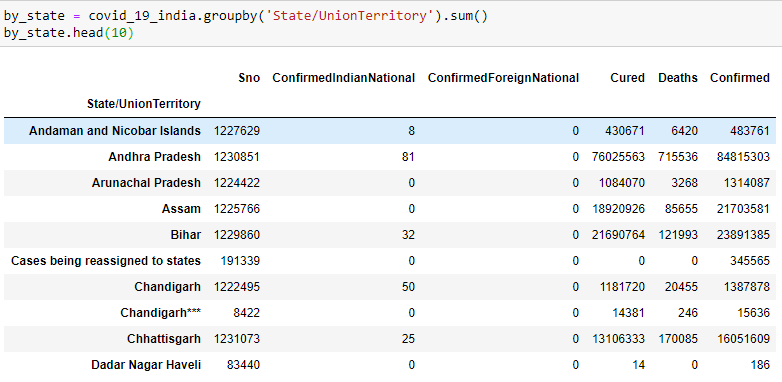 by_state = covid_19_india.groupby('State/UnionTerritory').sum()
by_state.head(10)
Sno ConfirmedIndianNational ConfirmedForeignNational Cured Deaths Confirmed
State/UnionTerritory
Andaman and Nicobar Islands 1227629 8 0 430671 6420 483761
Andhra Pradesh 1230851 81 0 76025563 715536 84815303
Arunachal Pradesh 1224422 0 0 1084070 3268 1314087
Assam 1225766 0 0 18920926 85655 21703581
Bihar 1229860 32 0 21690764 121993 23891385
Cases being reassigned to states 191339 0 0 0 0 345565
Chandigarh 1222495 50 0 1181720 20455 1387878
Chandigarh*** 8422 0 0 14381 246 15636
Chhattisgarh 1231073 25 0 13106333 170085 16051609
Dadar Nagar Haveli 83440 0 0 14 0 186